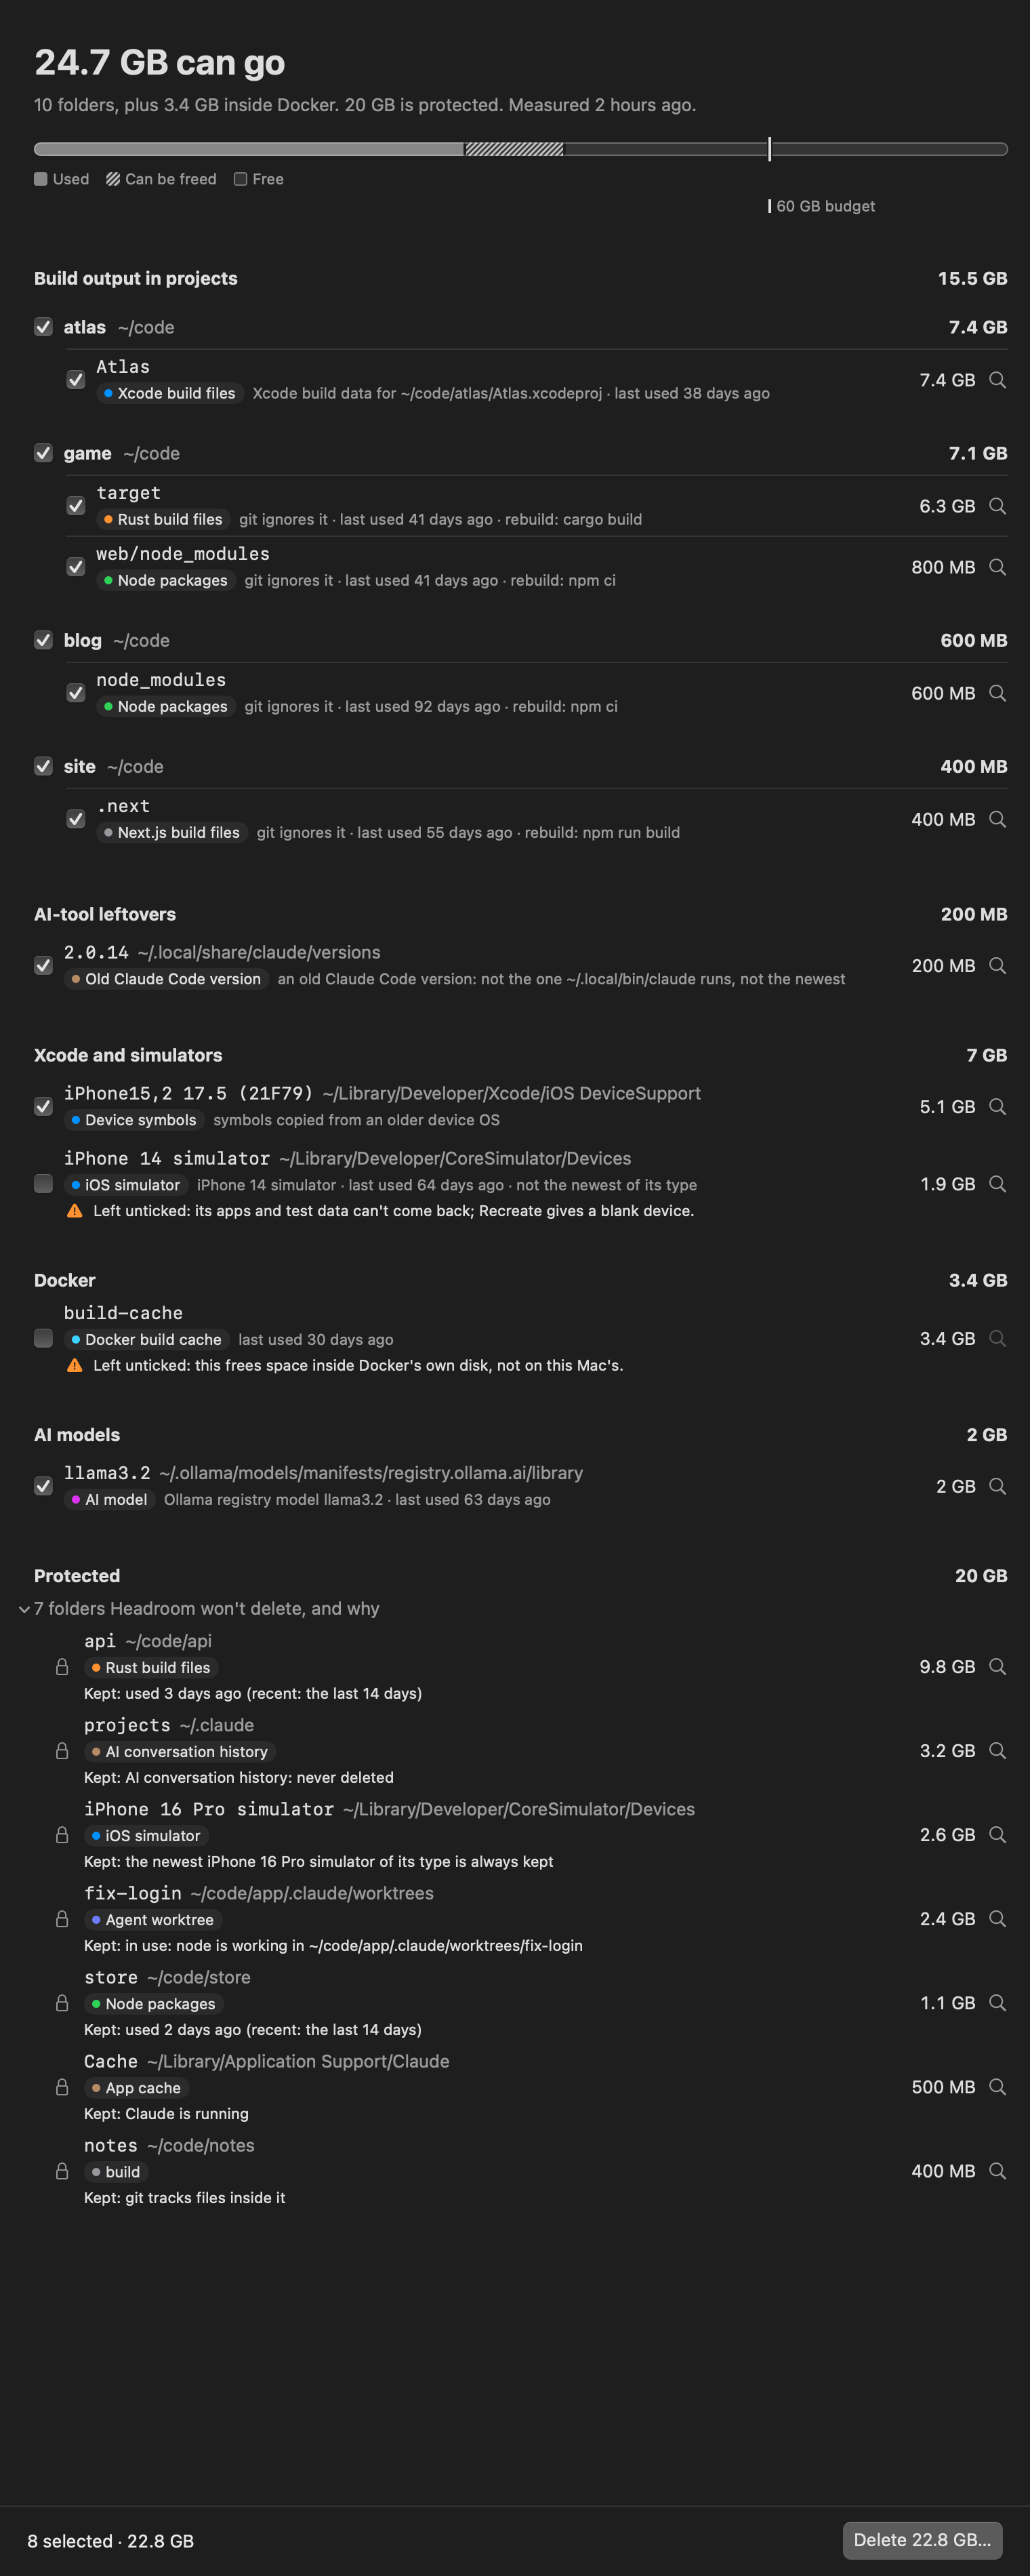 24.7 GB can go
10 folders, plus 3.4 GB inside Docker. 20 GB is protected. Measured 2 hours ago.
Used Can be freed Free
60 GB budget
Build output in projects 15.5 GB
atlas ~/code 7.4 GB
Atlas
Xcode build files Xcode build data for ~/code/atlas/Atlas.xcodeproj · last used 38 days ago 7.4 GB
game ~/code 7.1 GB
target
Rust build files git ignores it · last used 41 days ago · rebuild: cargo build 6.3 GB
web/node_modules
Node packages git ignores it · last used 41 days ago · rebuild: npm ci 800 MB
blog ~/code 600 MB
node_modules
Node packages git ignores it · last used 92 days ago · rebuild: npm ci 600 MB
site ~/code 400 MB
.next
Next.js build files git ignores it · last used 55 days ago · rebuild: npm run build 400 MB
AI-tool leftovers 200 MB
2.0.14 ~/.local/share/claude/versions
Old Claude Code version an old Claude Code version: not the one ~/.local/bin/claude runs, not the newest 200 MB
Xcode and simulators 7 GB
iPhone15,2 17.5 (21F79) ~/Library/Developer/Xcode/iOS DeviceSupport
Device symbols symbols copied from an older device OS 5.1 GB
iPhone 14 simulator ~/Library/Developer/CoreSimulator/Devices
iOS simulator iPhone 14 simulator · last used 64 days ago · not the newest of its type 1.9 GB
Left unticked: its apps and test data can't come back; Recreate gives a blank device.
Docker 3.4 GB
build-cache
Docker build cache last used 30 days ago 3.4 GB
Left unticked: this frees space inside Docker's own disk, not on this Mac's.
AI models 2 GB
llama3.2 ~/.ollama/models/manifests/registry.ollama.ai/library
AI model Ollama registry model llama3.2 · last used 63 days ago 2 GB
Protected 20 GB
7 folders Headroom won't delete, and why
api ~/code/api
Rust build files 9.8 GB
Kept: used 3 days ago (recent: the last 14 days)
projects ~/.claude
AI conversation history 3.2 GB
Kept: AI conversation history: never deleted
iPhone 16 Pro simulator ~/Library/Developer/CoreSimulator/Devices
iOS simulator 2.6 GB
Kept: the newest iPhone 16 Pro simulator of its type is always kept
fix-login ~/code/app/.claude/worktrees
Agent worktree 2.4 GB
Kept: in use: node is working in ~/code/app/.claude/worktrees/fix-login
store ~/code/store
Node packages 1.1 GB
Kept: used 2 days ago (recent: the last 14 days)
Cache ~/Library/Application Support/Claude
App cache 500 MB
Kept: Claude is running
notes ~/code/notes
build 400 MB
Kept: git tracks files inside it
8 selected · 22.8 GB Delete 22.8 GB...